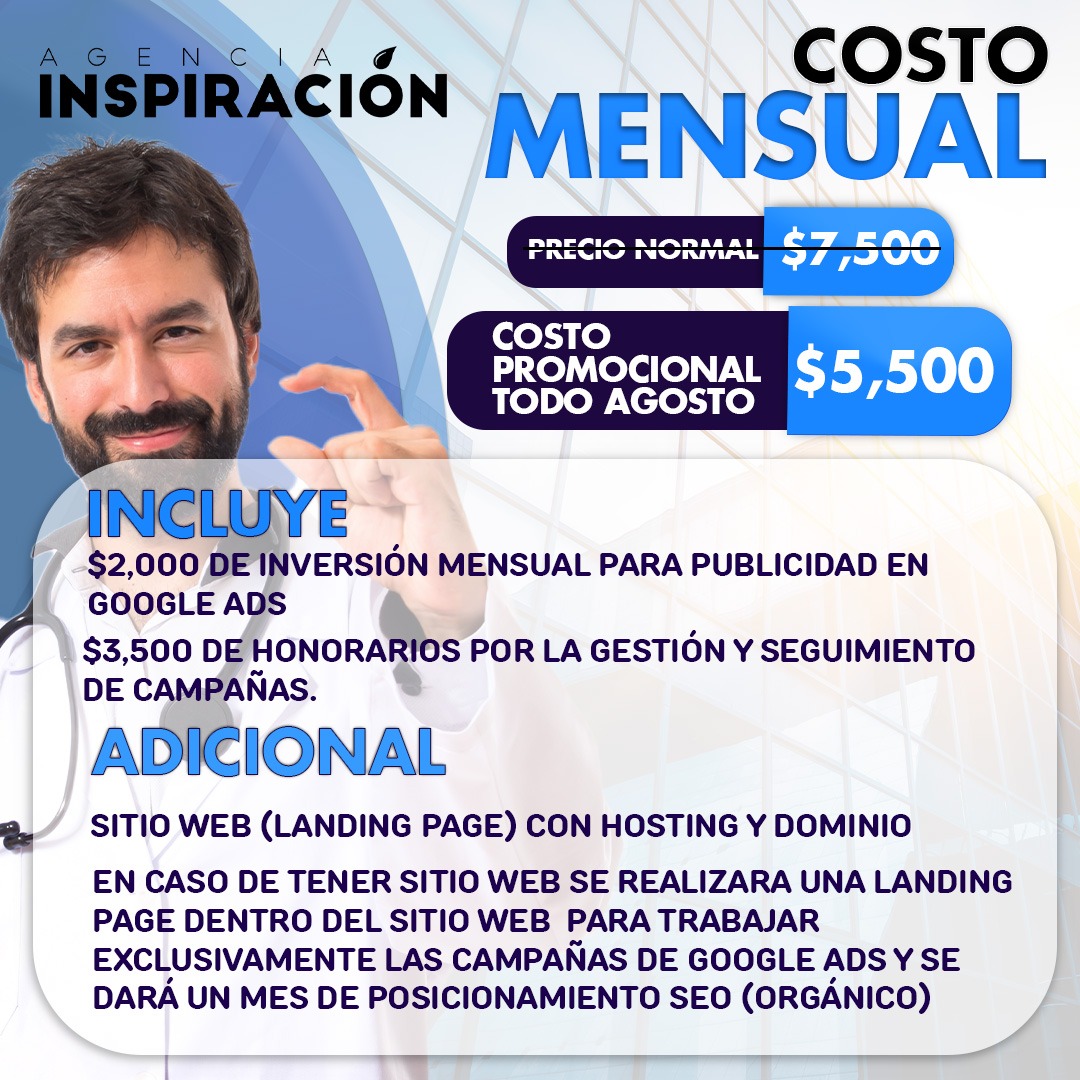 AGENCIA
INSPIRACIÓN
COSTO
MENSUAL
PRECIO NORMAL $7,500
COSTO
PROMOCIONAL
TODO AGOSTO
$5,500
INCLUYE
$2,000 DE INVERSIÓN MENSUAL PARA PUBLICIDAD EN
GOOGLE ADS
$3,500 DE HONORARIOS POR LA GESTIÓN Y SEGUIMIENTO
DE CAMPAÑAS.
ADICIONAL
SITIO WEB (LANDING PAGE) CON HOSTING Y DOMINIO
EN CASO DE TENER SITIO WEB SE REALIZARA UNA LANDING
PAGE DENTRO DEL SITIO WEB PARA TRABAJAR
EXCLUSIVAMENTE LAS CAMPAÑAS DE GOOGLE ADS Y SE
DARÁ UN MES DE POSICIONAMIENTO SEO (ORGÁNICO)